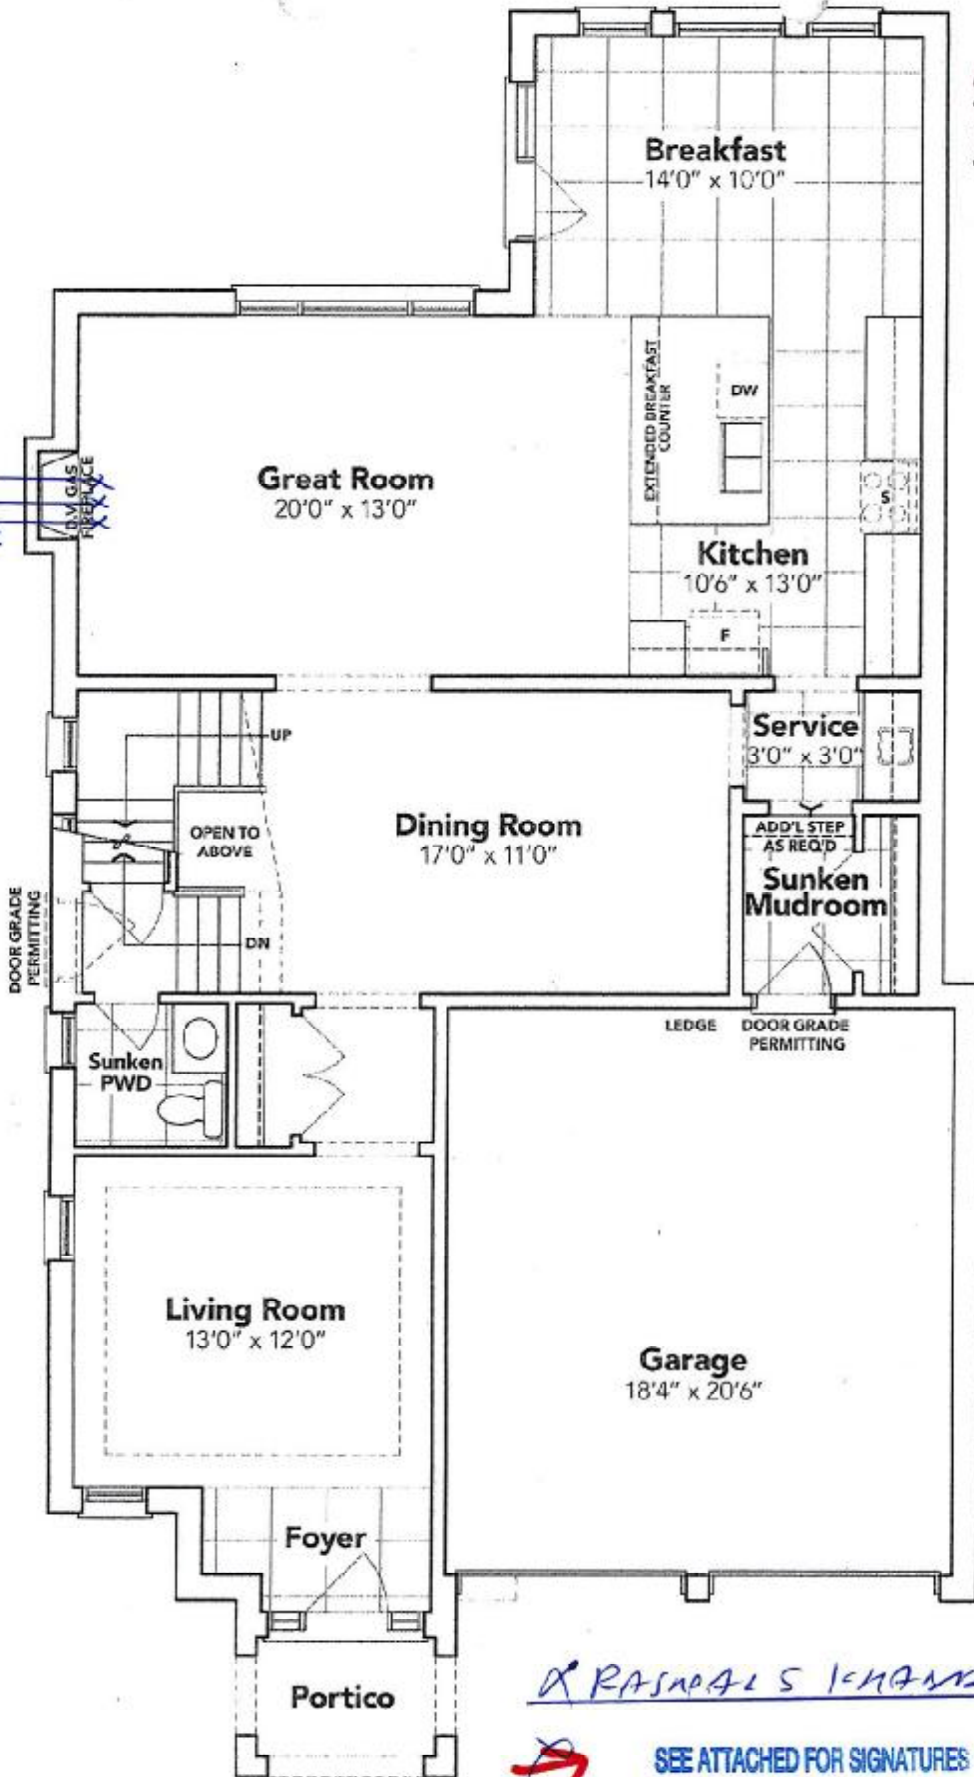 Breakfast
14'0" x 10'0"
EXTENDED BREAKFAST
COUNTER
DW
D.V. GAS
FIREPLACE
Great Room
20'0" x 13'0"
S
Kitchen
10'6" x 13'0"
F
UP
Service
3'0" x 3'0"
OPEN TO
ABOVE
Dining Room
17'0" x 11'0"
ADD'L STEP
AS REQ'D
Sunken
Mudroom
DOOR GRADE
PERMITTING
DN
LEDGE
DOOR GRADE
PERMITTING
Sunken
PWD
Living Room
13'0" x 12'0"
Garage
18'4" x 20'6"
Foyer
Portico
SEE ATTACHED FOR SIGNATURES